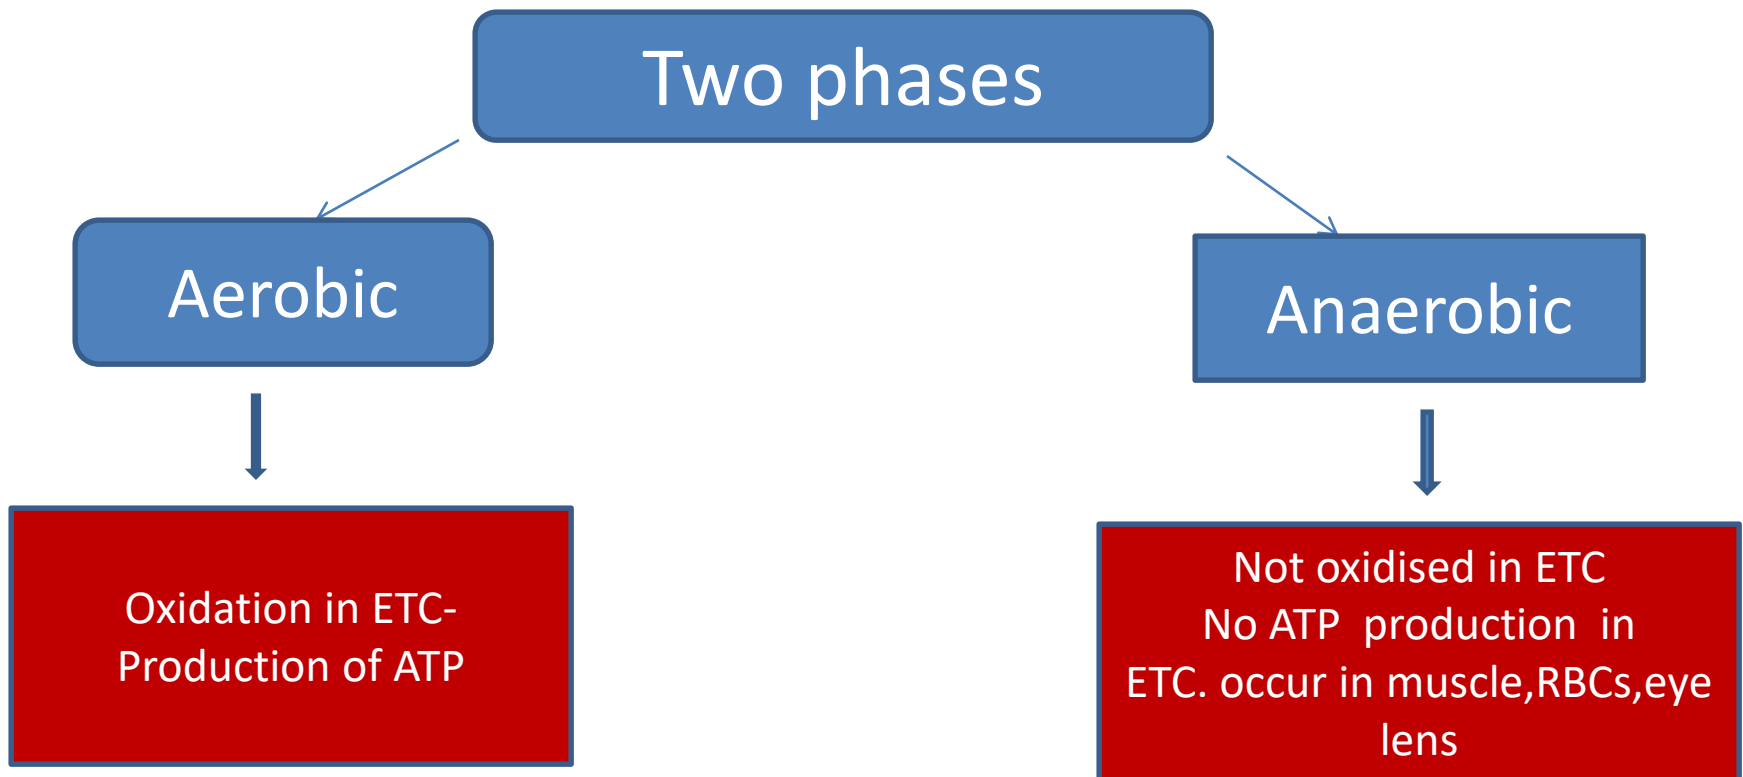 Two phases
Aerobic
Anaerobic
Oxidation in ETC-
Production of ATP
Not oxidised in ETC
No ATP  production  in
ETC. occur in muscle,RBCs,eye
lens